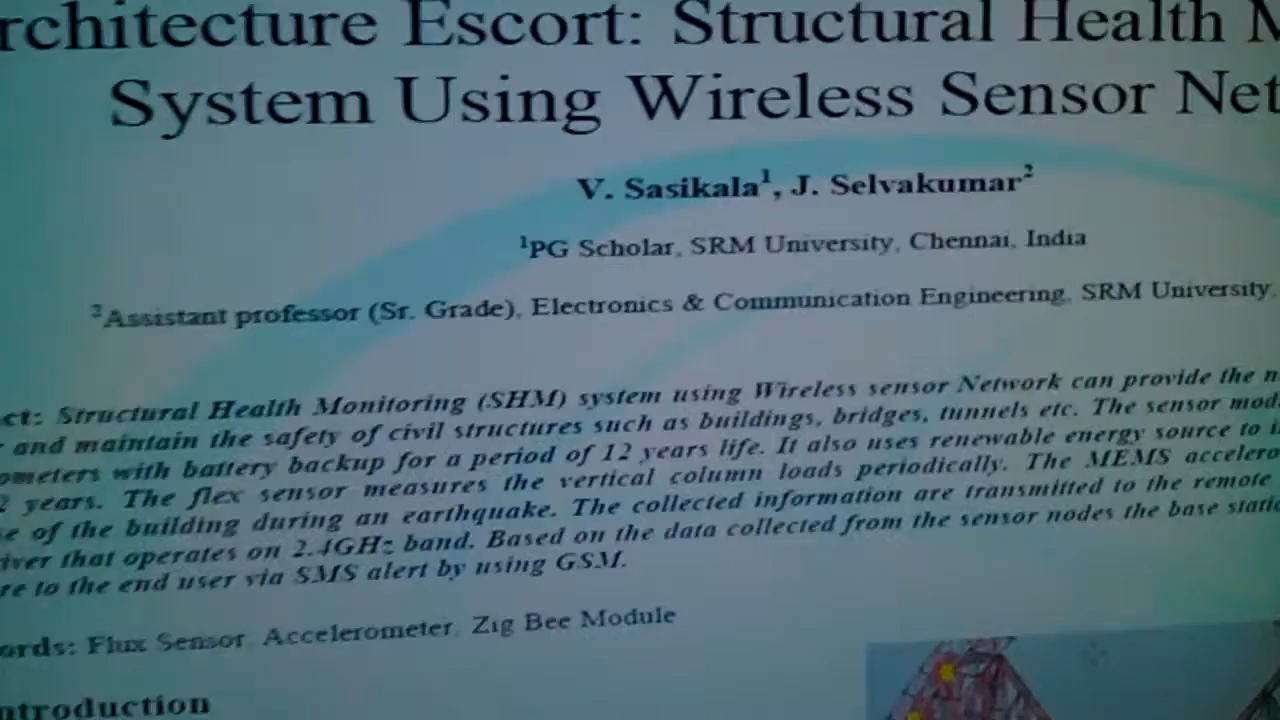 rchitecture Escort: Structural Health M
System Using Wireless Sensor Net
V. Sasikala¹, J. Selvakumar²
¹PG Scholar, SRM University, Chennai, India
²Assistant professor (Sr. Grade), Electronics & Communication Engineering, SRM University,
ct: Structural Health Monitoring (SHM) system using Wireless sensor Network can provide the n
r and maintain the safety of civil structures such as buildings, bridges, tunnels etc. The sensor mod
ometers with battery backup for a period of 12 years life. It also uses renewable energy source to i
2 years. The flex sensor measures the vertical column loads periodically. The MEMS accelero
se of the building during an earthquake. The collected information are transmitted to the remote
iver that operates on 2.4GHz band. Based on the data collected from the sensor nodes the base static
re to the end user via SMS alert by using GSM.
ords: Flux Sensor, Accelerometer, Zig Bee Module
ntroduction